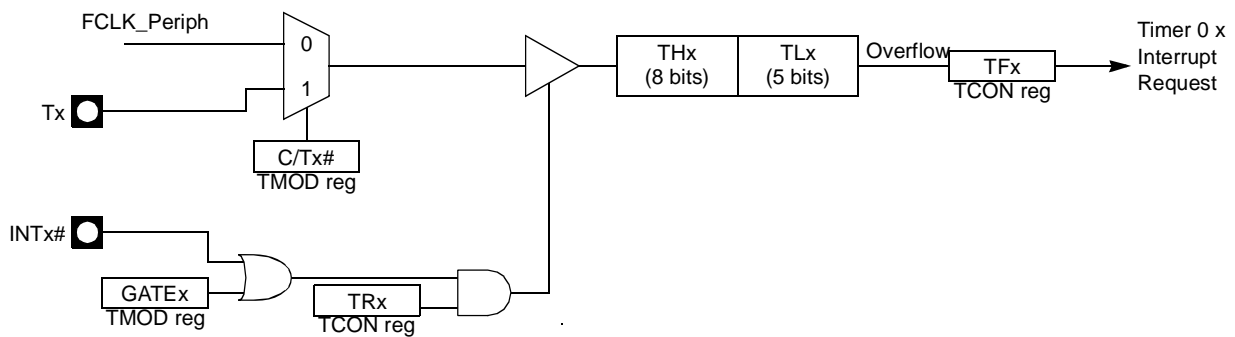 FCLK_Periph
0
1
Tx
C/Tx#
TMOD reg
THx
(8 bits)
TLx
(5 bits)
Overflow
TFx
TCON reg
Timer 0 x
Interrupt
Request
INTx#
GATEx
TMOD reg
TRx
TCON reg
.